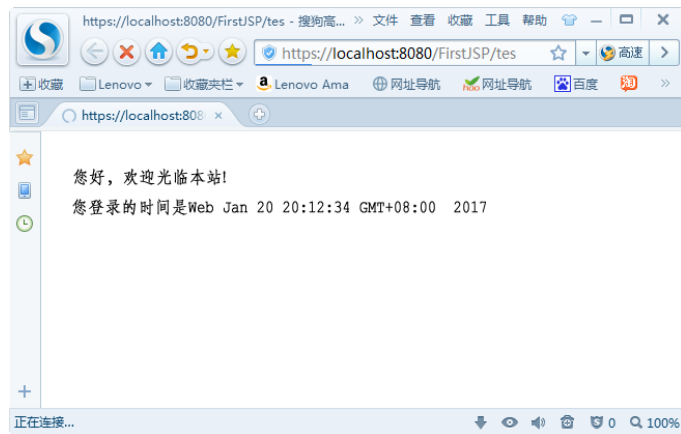 https://localhost:8080/FirstJSP/tes - 搜狗高... » 文件 查看 收藏 工具 帮助
https://localhost:8080/FirstJSP/tes 高速
收藏 Lenovo 收藏夹栏 Lenovo Ama 网址导航 网址导航 百度 淘 »
https://localhost:808 ×
您好，欢迎光临本站!
您登录的时间是Web Jan 20 20:12:34 GMT+08:00 2017
正在连接... 0 100%